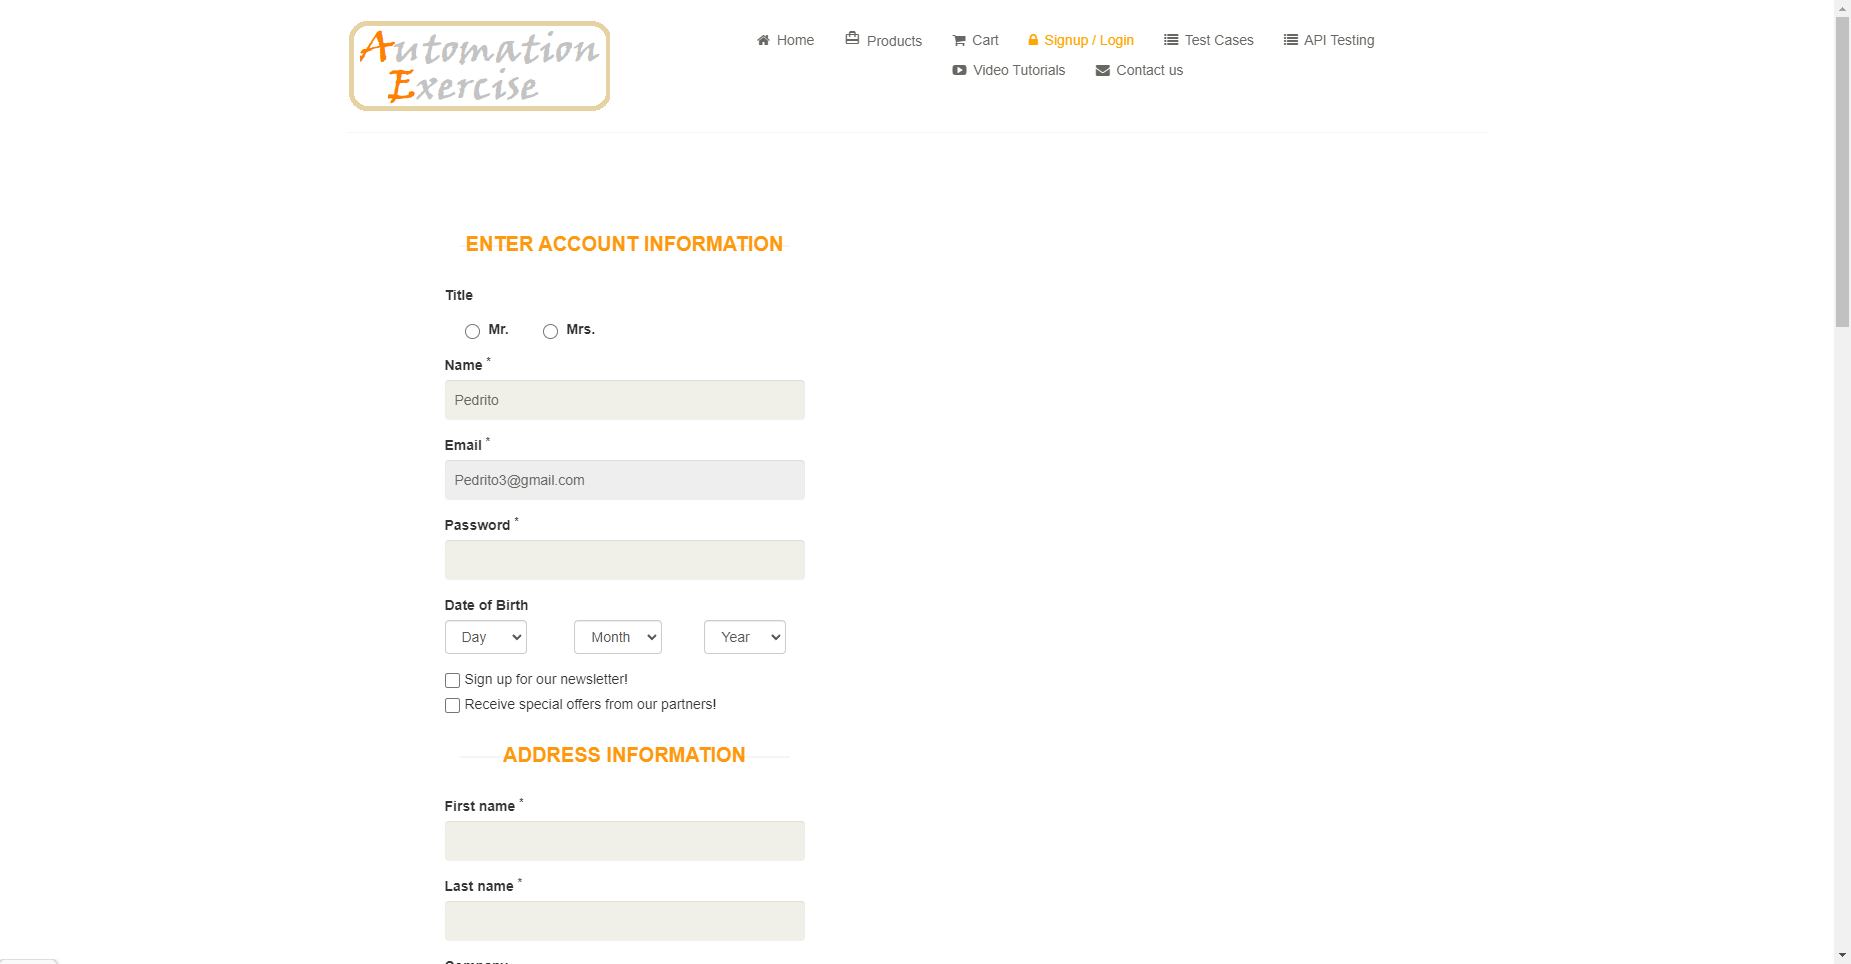 Automation
Exercise
Home Products Cart Signup / Login Test Cases API Testing
Video Tutorials Contact us
ENTER ACCOUNT INFORMATION
Title
Mr. Mrs.
Name *
Pedrito
Email *
Pedrito3@gmail.com
Password *
Date of Birth
Day Month Year
Sign up for our newsletter!
Receive special offers from our partners!
ADDRESS INFORMATION
First name *
Last name *
Company